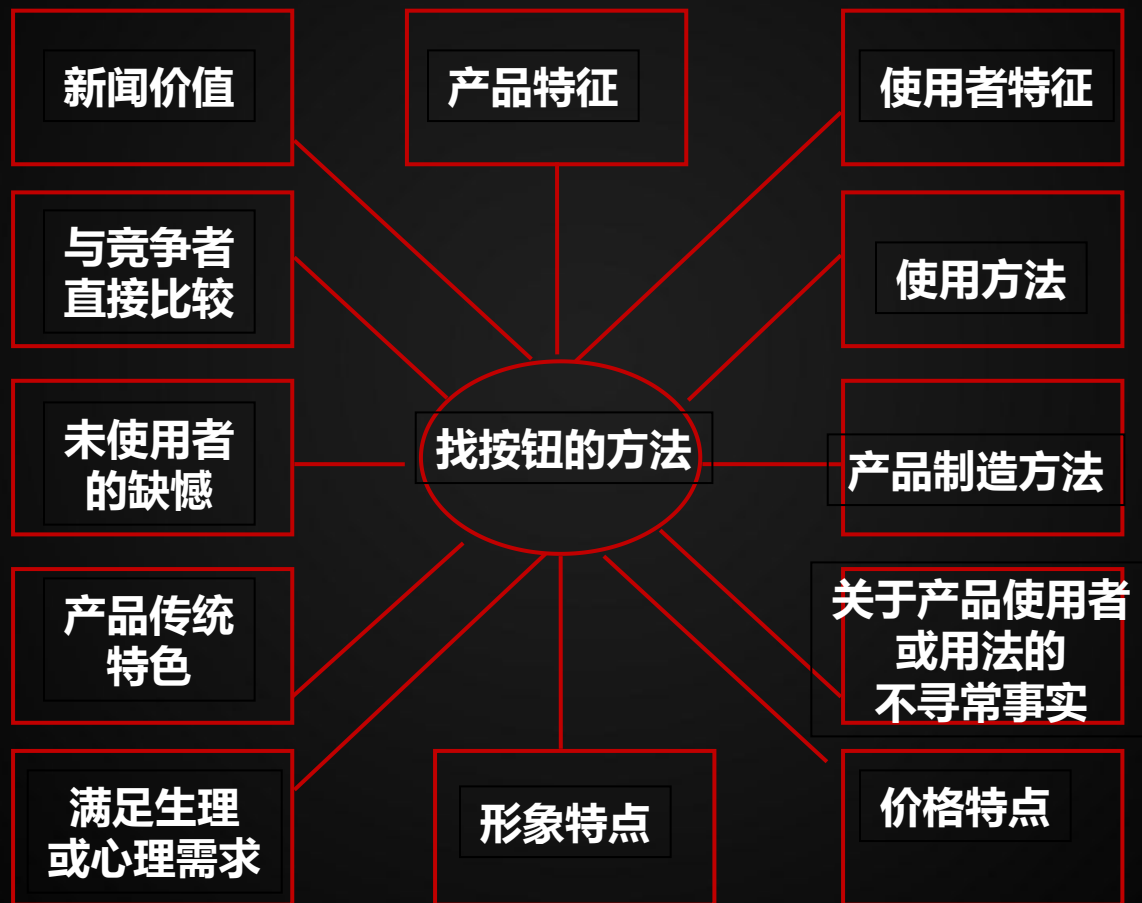 新闻价值
产品特征
使用者特征
与竞争者
直接比较
使用方法
未使用者
的缺憾
找按钮的方法
产品制造方法
产品传统
特色
关于产品使用者
或用法的
不寻常事实
满足生理
或心理需求
形象特点
价格特点